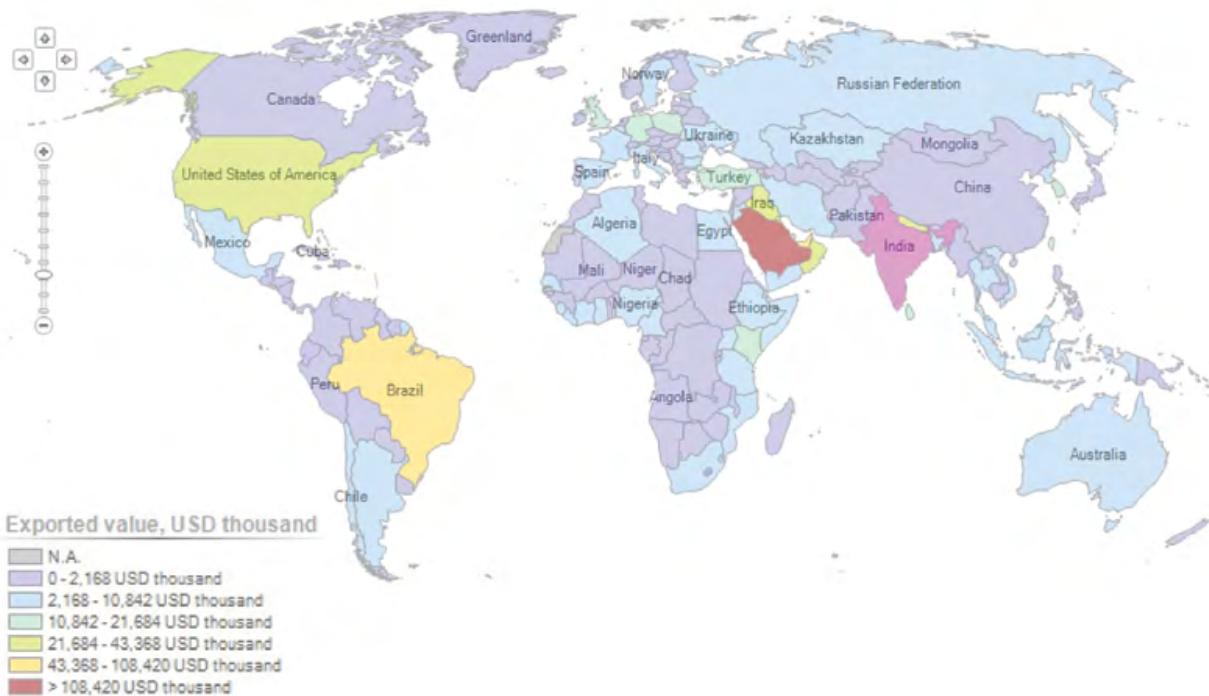 Greenland
Norway
Russian Federation
Canada
Ukraine
Kazakhstan
Mongolia
Italy
Spain
United States of America
Turkey
China
Iraq
Pakistan
Algeria
Egypt
Mexico
India
Cuba
Mali
Niger
Chad
Nigeria
Ethiopia
Peru
Brazil
Angola
Australia
Chile
Exported value, USD thousand
N.A.
0 - 2,168 USD thousand
2,168 - 10,842 USD thousand
10,842 - 21,684 USD thousand
21,684 - 43,368 USD thousand
43,368 - 108,420 USD thousand
> 108,420 USD thousand